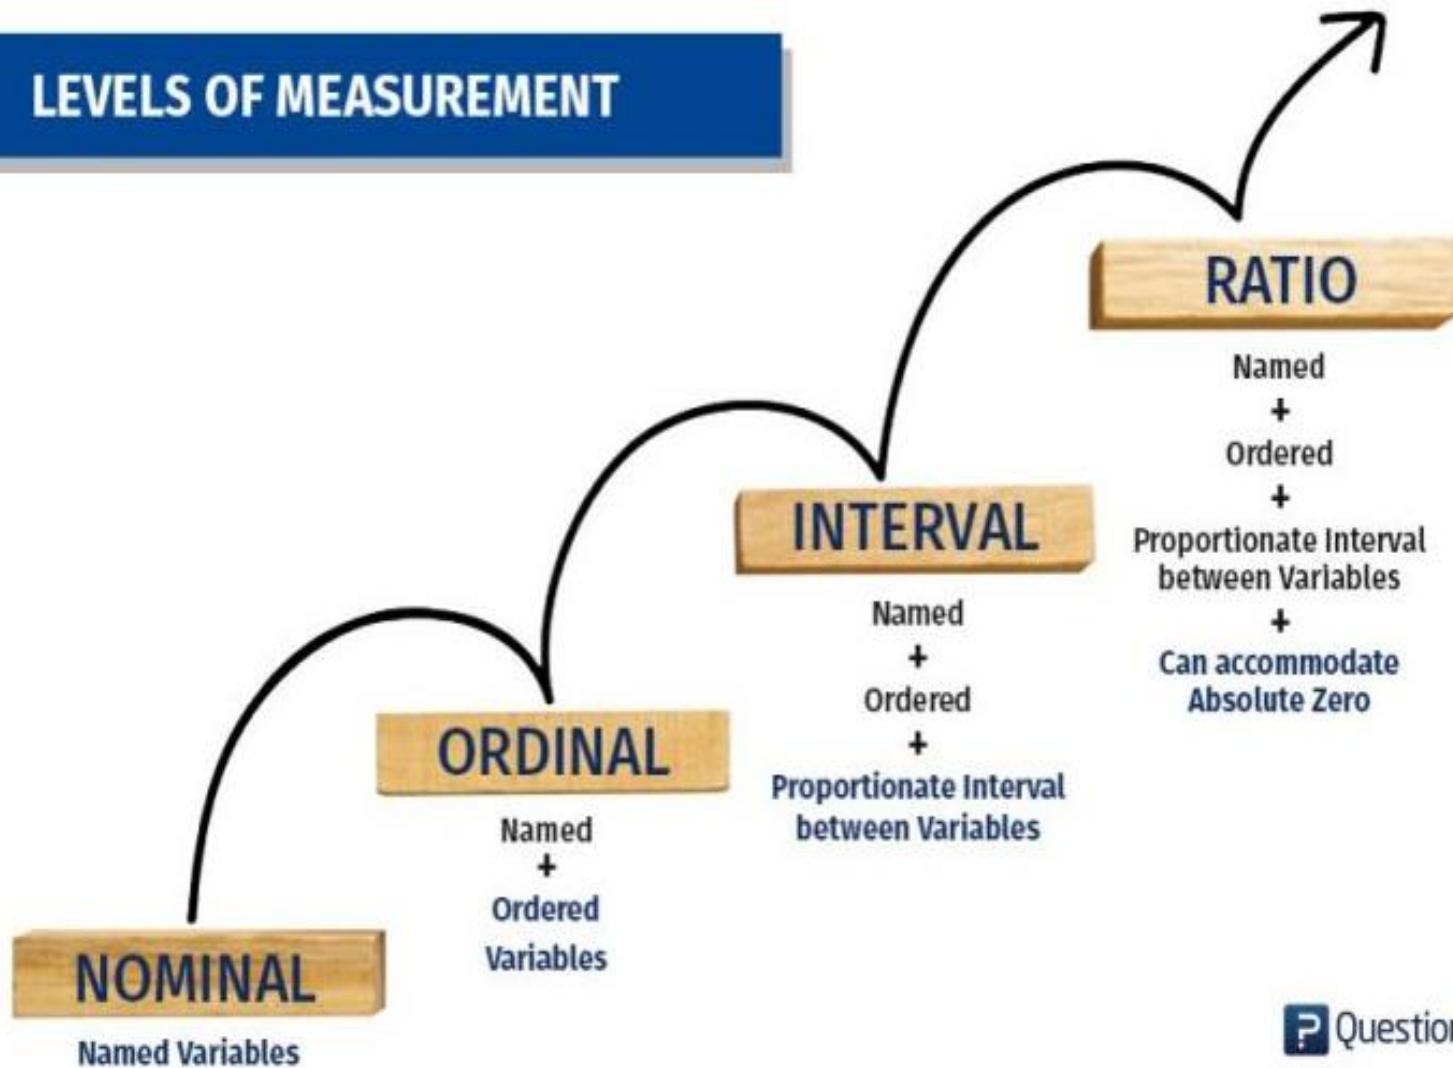 LEVELS OF MEASUREMENT
RATIO
Named
+
Ordered
+
Proportionate Interval
between Variables
+
Can accommodate
Absolute Zero
INTERVAL
Named
+
Ordered
+
Proportionate Interval
between Variables
ORDINAL
Named
+
Ordered
Variables
NOMINAL
Named Variables
?